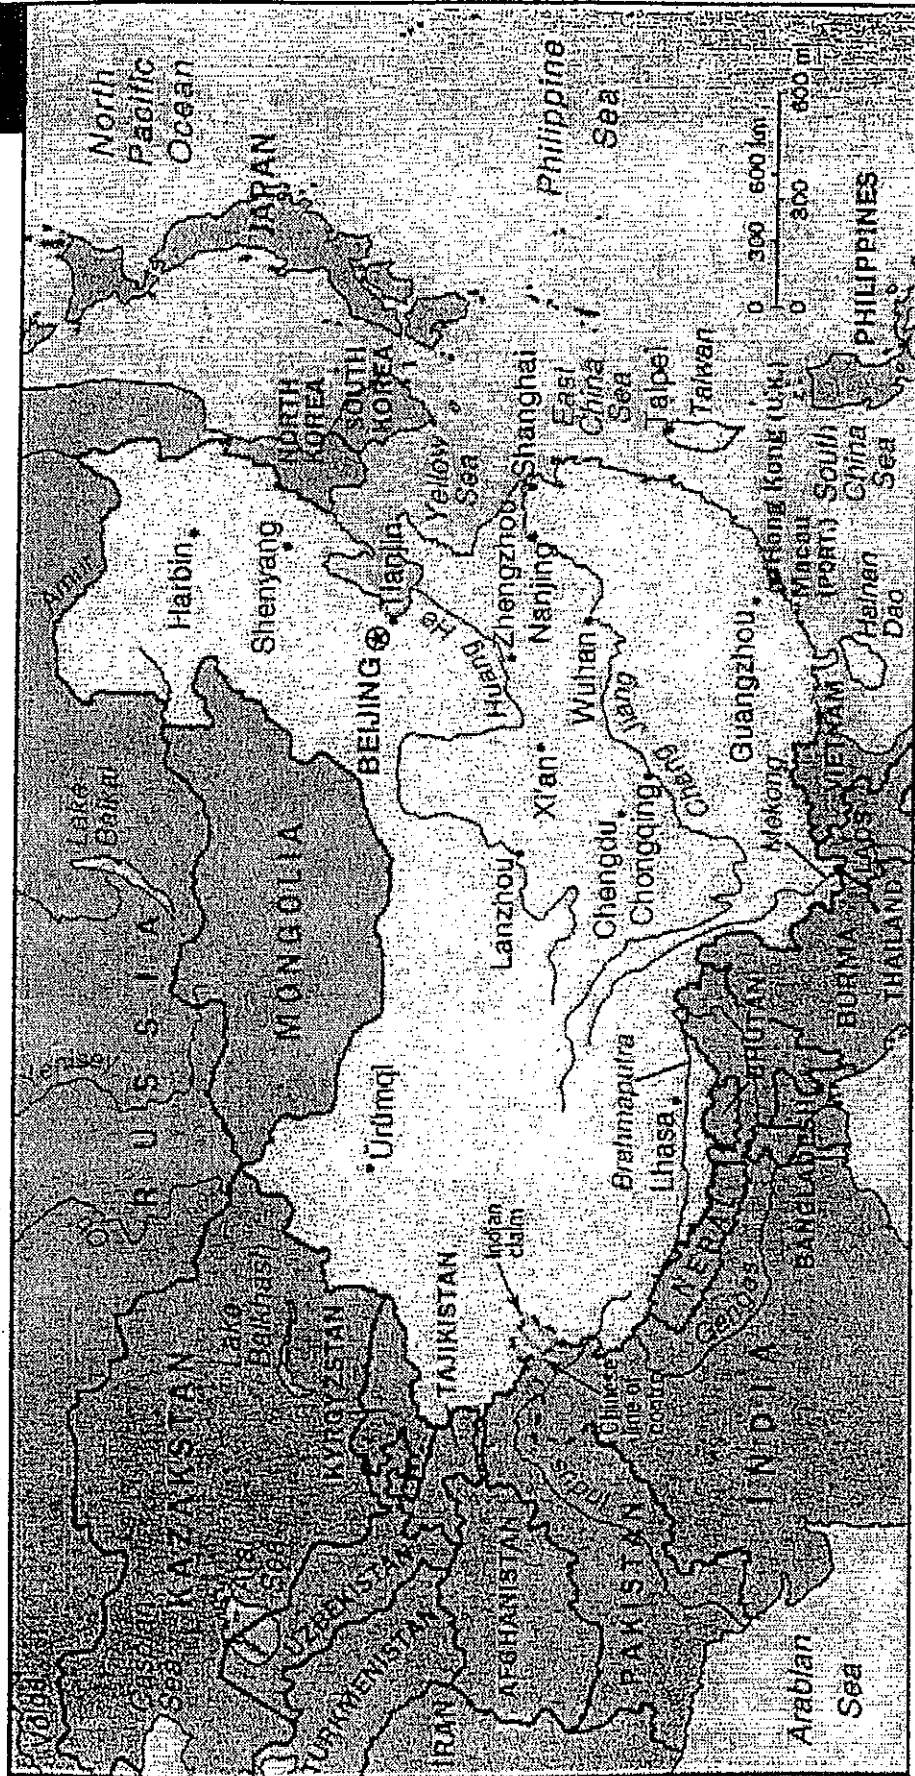 Volga
Caspian
Sea
KAZAKSTAN
Aral
Sea
UZBEKISTAN
TURKMENISTAN
IRAN
AFGHANISTAN
PAKISTAN
Arabian
Sea
RUSSIA
Ob'
Lake
Balkhash
KYRGYZSTAN
TAJIKISTAN
Indian
claim
Chinese
line of
control
INDIA
Ganges
NEPAL
BANGLADESH
BHUTAN
BURMA
THAILAND
LAOS
VIETNAM
Mekong
Brahmaputra
Lhasa
Ürümqi
MONGOLIA
Lake
Baikal
Amur
Harbin
Shenyang
BEIJING
Tianjin
Huang He
Lanzhou
Xi'an
Zhengzhou
Nanjing
Shanghai
Wuhan
Chengdu
Chongqing
Chang Jiang
Guangzhou
Hong Kong (U.K.)
Macau
(PORT.)
Hainan
Dao
South
China
Sea
Taipei
Taiwan
East
China
Sea
Yellow
Sea
NORTH
KOREA
SOUTH
KOREA
JAPAN
North
Pacific
Ocean
Philippine
Sea
PHILIPPINES
0 300 600 km
0 300 600 m